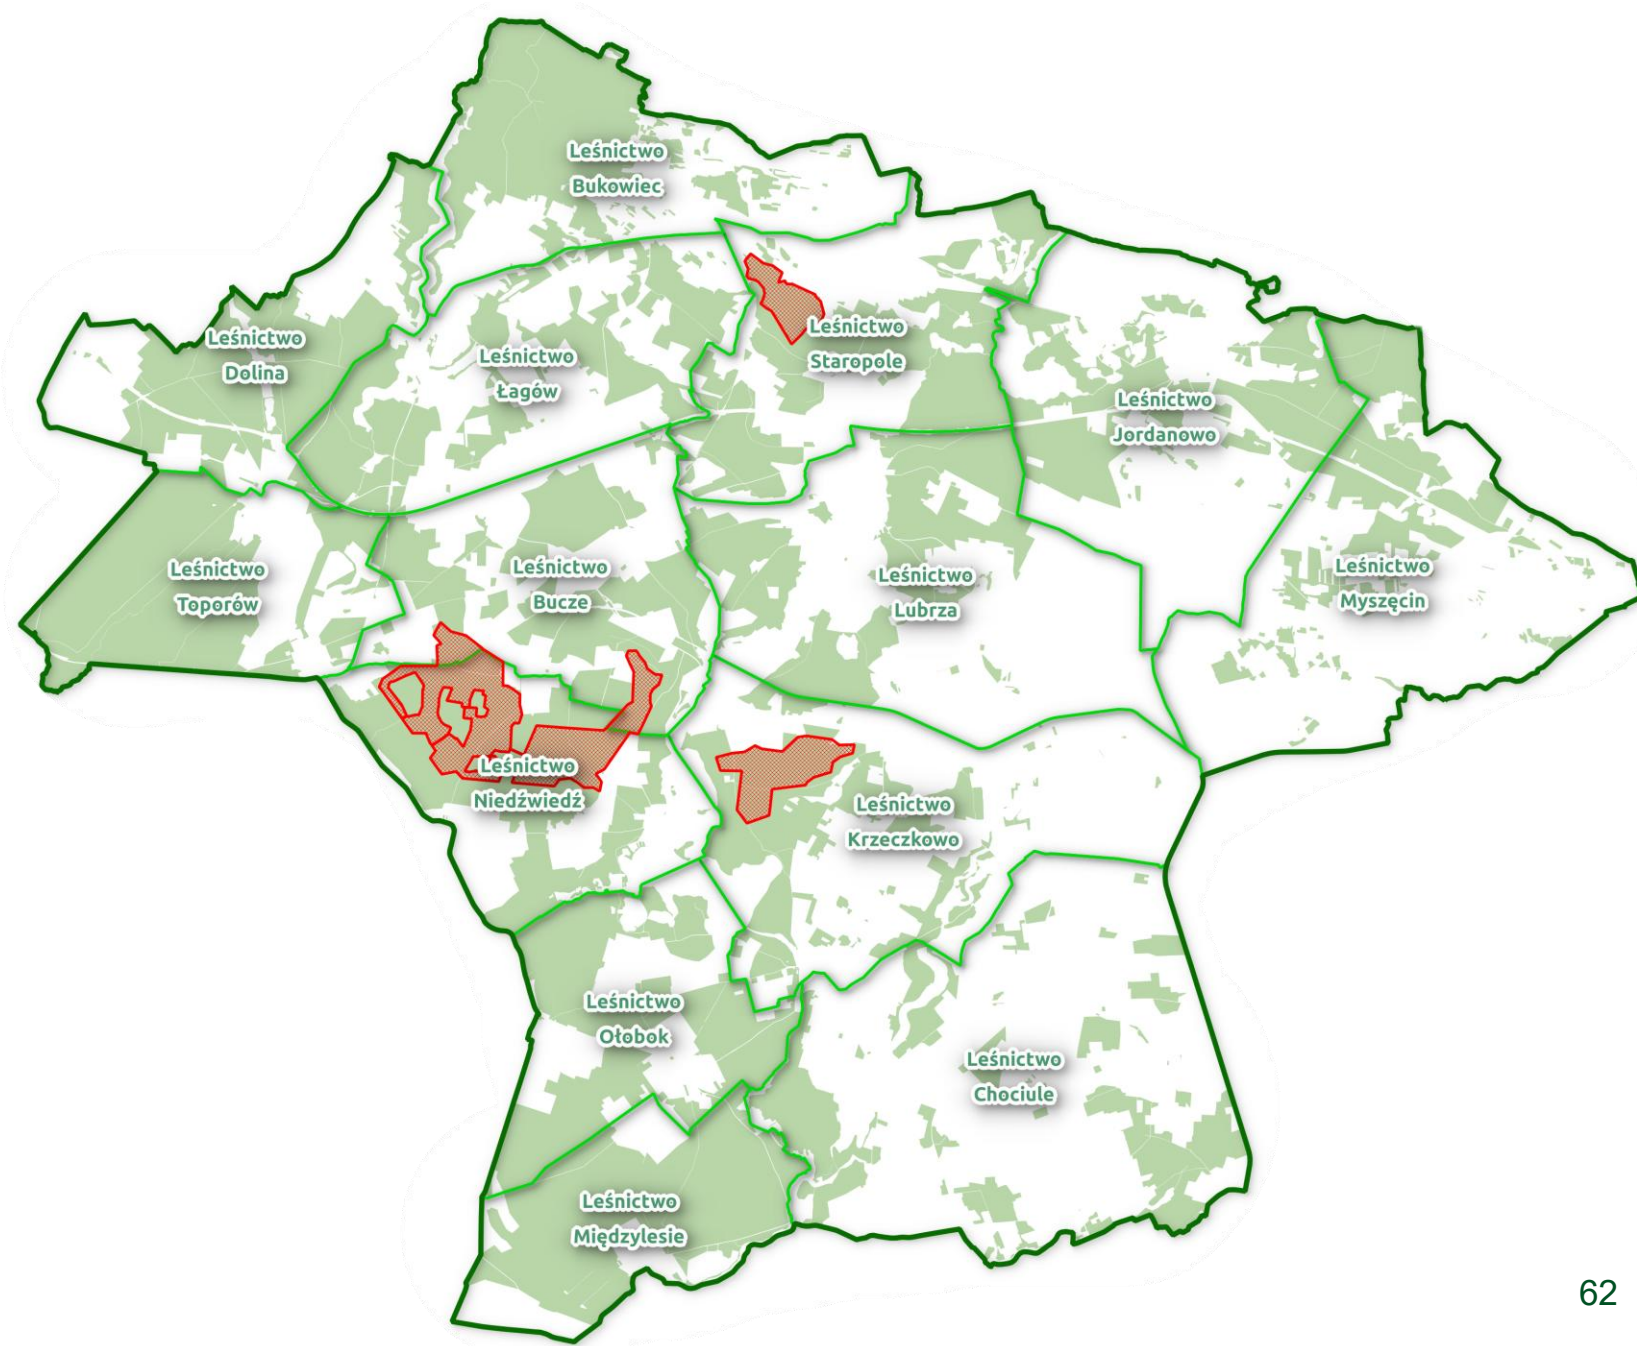 Leśnictwo
Bukowiec
Leśnictwo
Dolina
Leśnictwo
Łagów
Leśnictwo
Staropole
Leśnictwo
Jordanowo
Leśnictwo
Toporów
Leśnictwo
Bucze
Leśnictwo
Lubrza
Leśnictwo
Myszęcin
Leśnictwo
Niedźwiedź
Leśnictwo
Krzeczkowo
Leśnictwo
Ołobok
Leśnictwo
Chociule
Leśnictwo
Międzylesie
62